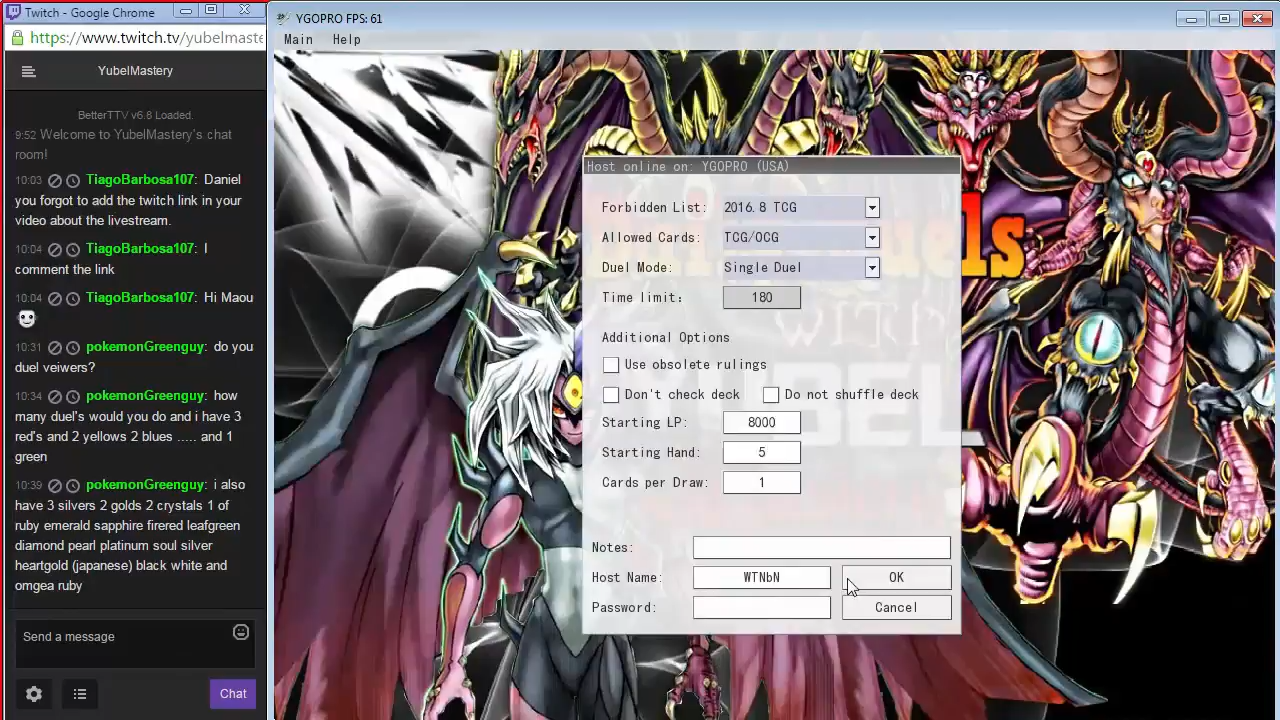 Twitch - Google Chrome
https://www.twitch.tv/yubelmaste
YubelMastery
BetterTTV v6.8 Loaded.
9:52 Welcome to YubelMastery's chat
room!
10:03 TiagoBarbosa107: Daniel
you forgot to add the twitch link in your
video about the livestream.
10:04 TiagoBarbosa107: I
comment the link
10:04 TiagoBarbosa107: Hi Maou
10:31 pokemonGreenguy: do you
duel veiwers?
10:34 pokemonGreenguy: how
many duel's would you do and i have 3
red's and 2 yellows 2 blues ..... and 1
green
10:39 pokemonGreenguy: i also
have 3 silvers 2 golds 2 crystals 1 of
ruby emerald sapphire firered leafgreen
diamond pearl platinum soul silver
heartgold (japanese) black white and
omgea ruby
Send a message
Chat
YGOPRO FPS: 61
Main Help
Host online on: YGOPRO (USA)
Forbidden List: 2016.8 TCG
Allowed Cards: TCG/OCG
Duel Mode: Single Duel
Time limit: 180
Additional Options
Use obsolete rulings
Don't check deck Do not shuffle deck
Starting LP: 8000
Starting Hand: 5
Cards per Draw: 1
Notes:
Host Name: WTNbN OK
Password: Cancel